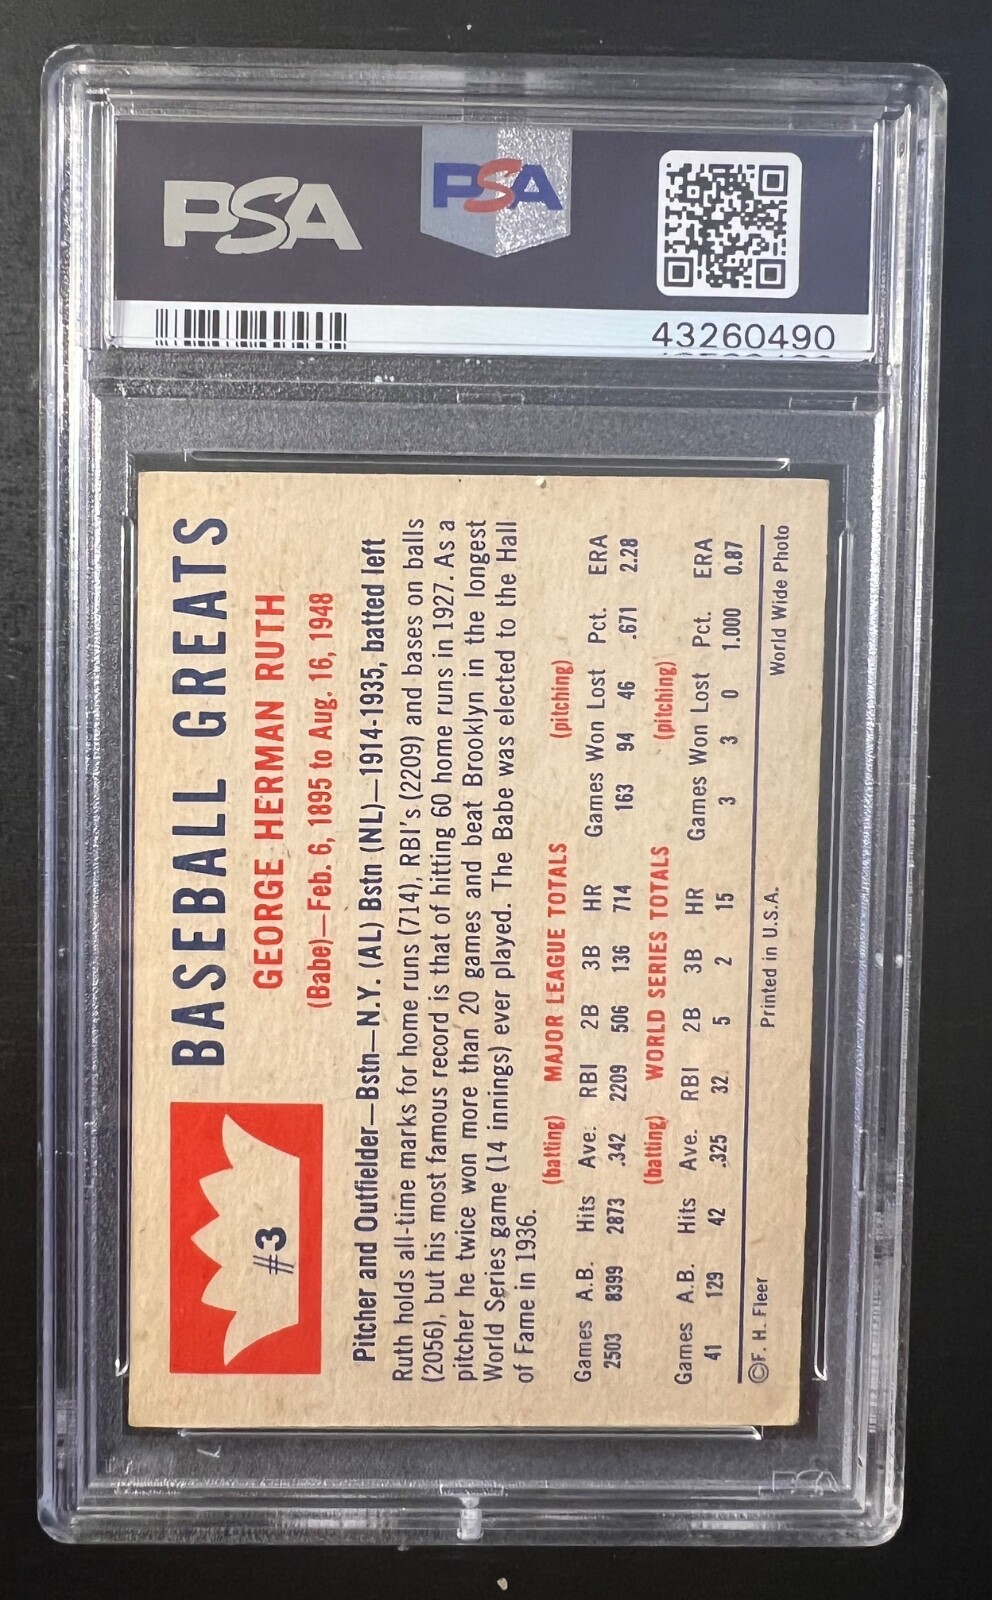 PSA
PSA
43260490
#3
BASEBALL GREATS
GEORGE HERMAN RUTH
(Babe)—Feb. 6, 1895 to Aug. 16, 1948
Pitcher and Outfielder—Bstn—N.Y. (AL) Bstn (NL)—1914-1935, batted left
Ruth holds all-time marks for home runs (714), RBI's (2209) and bases on balls
(2056), but his most famous record is that of hitting 60 home runs in 1927. As a
pitcher he twice won more than 20 games and beat Brooklyn in the longest
World Series game (14 innings) ever played. The Babe was elected to the Hall
of Fame in 1936.
(batting) MAJOR LEAGUE TOTALS (pitching)
Games A.B. Hits Ave. RBI 2B 3B HR Games Won Lost Pct. ERA
2503 8399 2873 .342 2209 506 136 714 163 94 46 .671 2.28
(batting) WORLD SERIES TOTALS (pitching)
Games A.B. Hits Ave. RBI 2B 3B HR Games Won Lost Pct. ERA
41 129 42 .325 32 5 2 15 3 3 0 1.000 0.87
©F. H. Fleer Printed in U.S.A. World Wide Photo
PSA